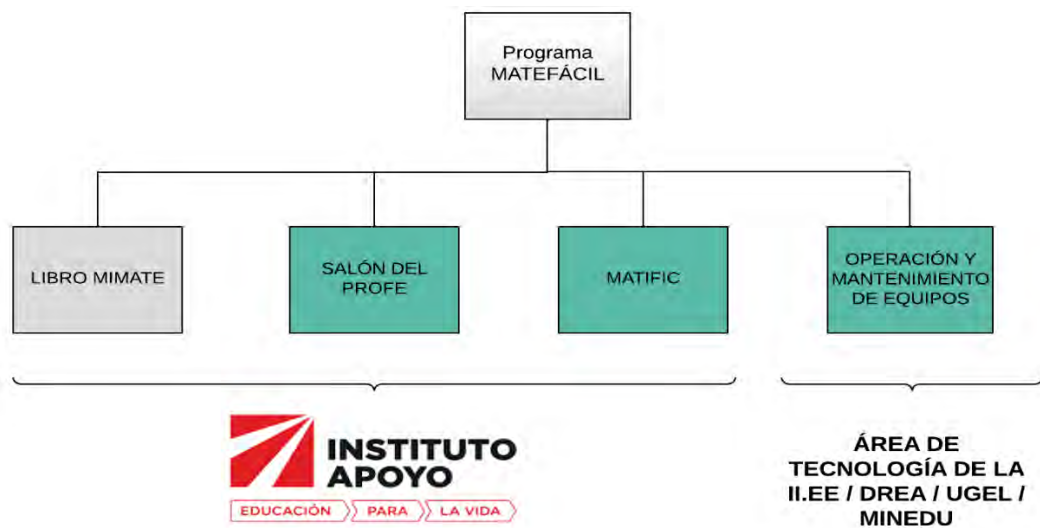 Programa
MATEFÁCIL
LIBRO MIMATE
SALÓN DEL
PROFE
MATIFIC
OPERACIÓN Y
MANTENIMIENTO
DE EQUIPOS
INSTITUTO
APOYO
EDUCACIÓN PARA LA VIDA
ÁREA DE
TECNOLOGÍA DE LA
II.EE / DREA / UGEL /
MINEDU